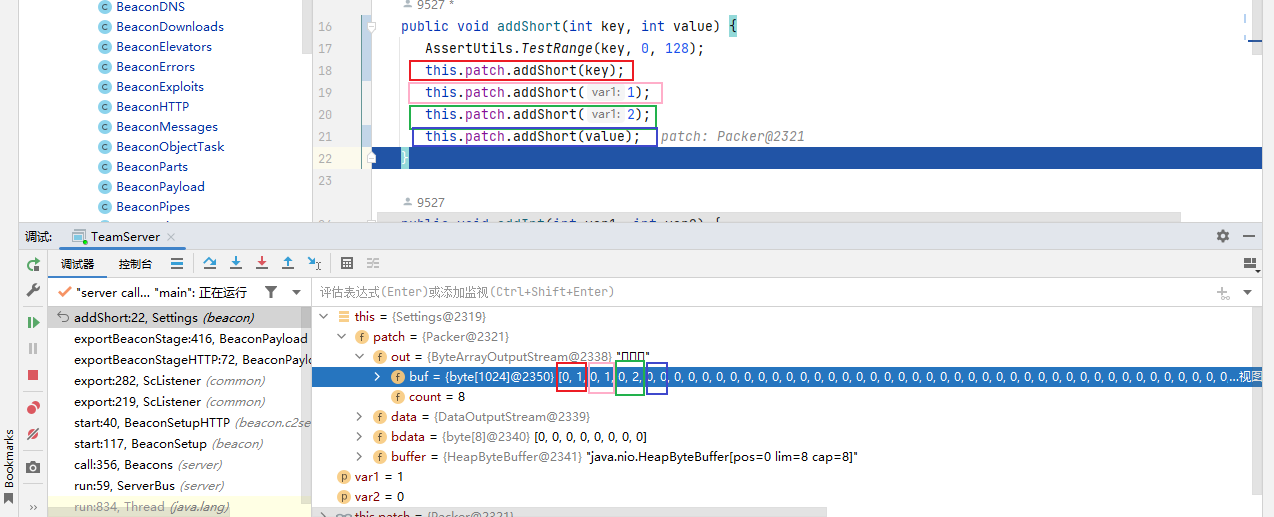 BeaconDNS
BeaconDownloads
BeaconElevators
BeaconErrors
BeaconExploits
BeaconHTTP
BeaconMessages
BeaconObjectTask
BeaconParts
BeaconPayload
BeaconPipes
9527 *
16 public void addShort(int key, int value) {
17 AssertUtils.TestRange(key, 0, 128);
18 this.patch.addShort(key);
19 this.patch.addShort( var1: 1);
20 this.patch.addShort( var1: 2);
21 this.patch.addShort(value); patch: Packer@2321
22 }
23
9527
调试: TeamServer
调试器 控制台
"server call... "main": 正在运行
评估表达式(Enter)或添加监视(Ctrl+Shift+Enter)
addShort:22, Settings (beacon)
exportBeaconStage:416, BeaconPayload
exportBeaconStageHTTP:72, BeaconPaylo
export:282, ScListener (common)
export:219, ScListener (common)
start:40, BeaconSetupHTTP (beacon.c2se
start:117, BeaconSetup (beacon)
call:356, Beacons (server)
run:59, ServerBus (server)
run:834, Thread (java.lang)
this = {Settings@2319}
patch = {Packer@2321}
out = {ByteArrayOutputStream@2338} "▯▯▯▯"
buf = {byte[1024]@2350} [0, 1, 0, 1, 0, 2, 0, 0, 0, 0, 0, 0, 0, 0, 0, 0, 0, 0, 0, 0, 0, 0, 0, 0, 0, 0, 0, 0, 0, 0, 0, 0, 0, 0, 0, 0, 0, 0, 0, 0, 0, 0, 0, 0, 0, 0, 0, 0 ...视图
count = 8
data = {DataOutputStream@2339}
bdata = {byte[8]@2340} [0, 0, 0, 0, 0, 0, 0, 0]
buffer = {HeapByteBuffer@2341} "java.nio.HeapByteBuffer[pos=0 lim=8 cap=8]"
var1 = 1
var2 = 0
this.patch = {Packer@2321}
Bookmarks